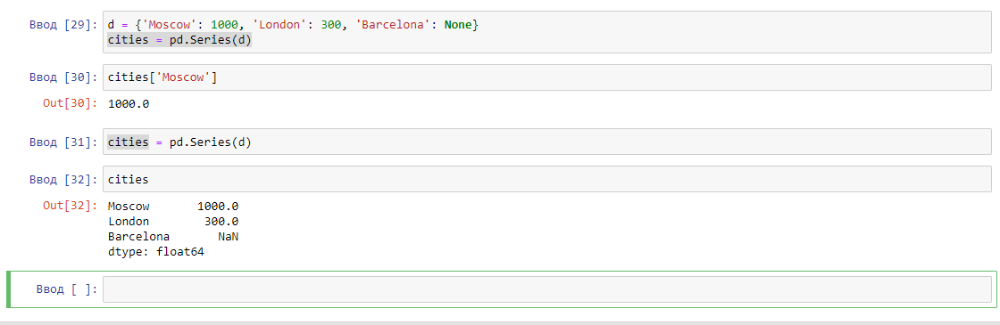 Ввод [29]: d = {'Moscow': 1000, 'London': 300, 'Barcelona': None}
cities = pd.Series(d)
Ввод [30]: cities['Moscow']
Out[30]: 1000.0
Ввод [31]: cities = pd.Series(d)
Ввод [32]: cities
Out[32]: Moscow       1000.0
London        300.0
Barcelona       NaN
dtype: float64
Ввод [ ]: